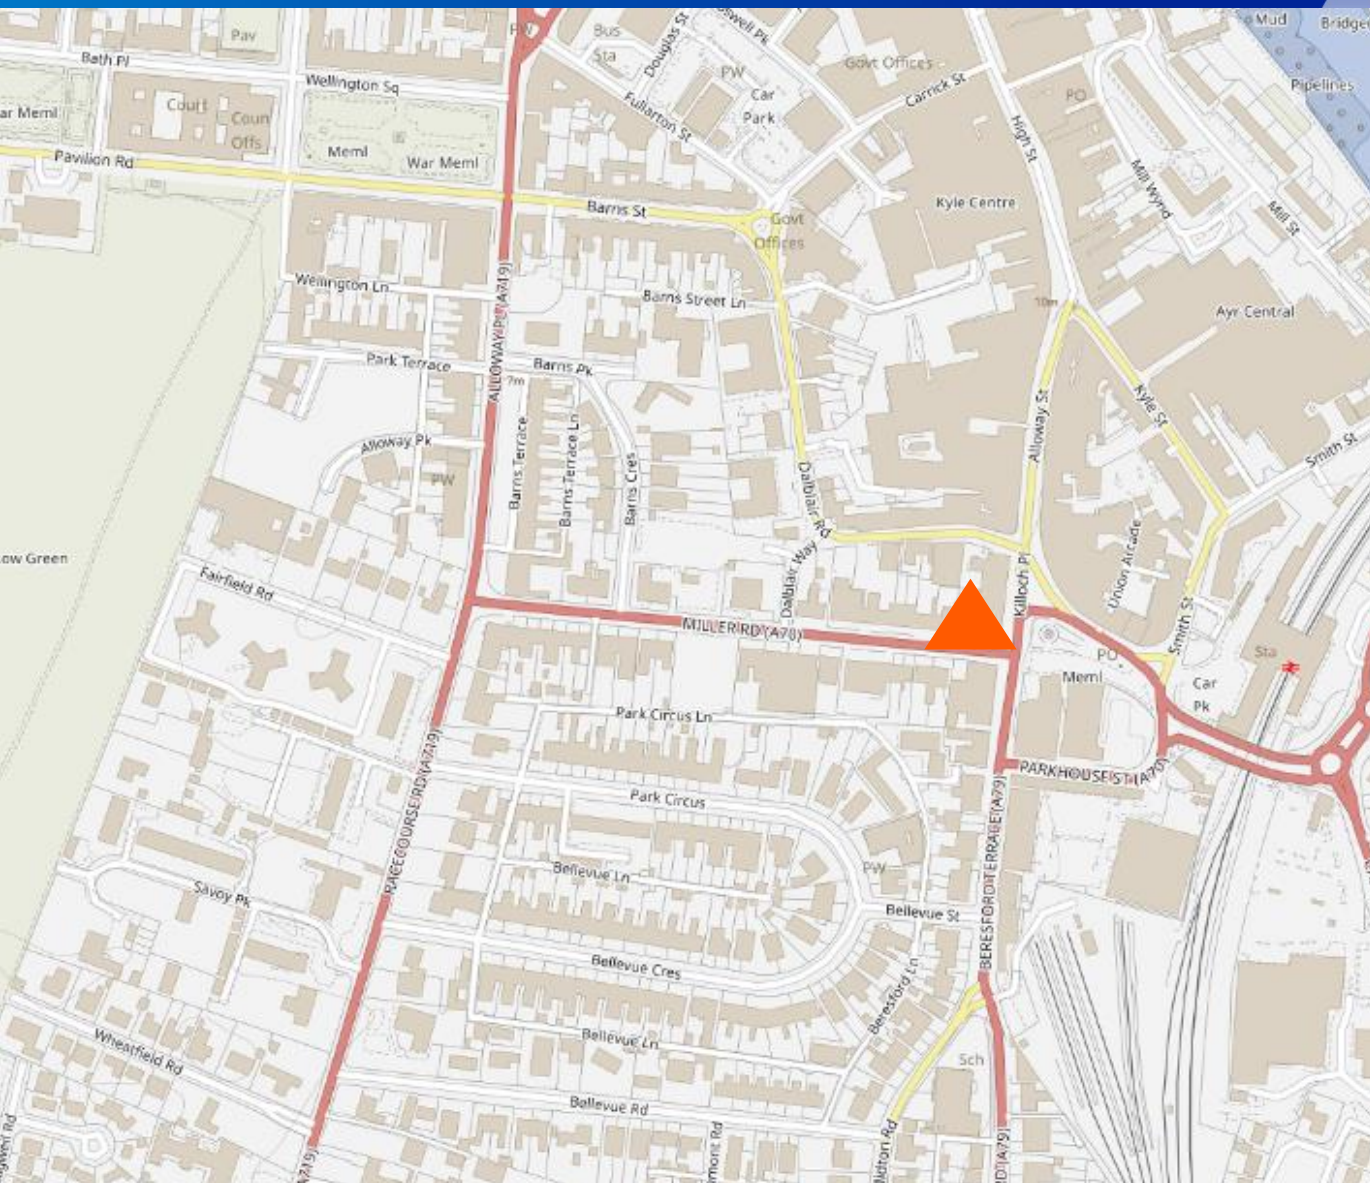 PW
Bus
Sta
Douglas St
Mud
Pav
Bath Pl
PW
Govt Offices
Pipelines
Wellington Sq
Carrick St
PO
Court
Coun
Offs
Car
Park
Fullarton St
ar Meml
High St
Meml
War Meml
Pavilion Rd
Mill Wynd
Barns St
Kyle Centre
Mill St
Govt
Offices
Wellington Ln
Barns Street Ln
10m
Ayr Central
ALLOWAY PL (A719)
Park Terrace
Barns Pk
7m
Kyle St
Alloway St
Alloway Pk
PW
Barns Terrace
Barns Terrace Ln
Barns Cres
Smith St
Dalblair Rd
ow Green
Dalblair Way
Union Arcade
Killoch Pl
Fairfield Rd
MILLER RD (A70)
Smith St
PO
Sta
Meml
Car
Pk
Park Circus Ln
RACECOURSE RD (A719)
PARKHOUSE ST (A70)
Park Circus
BERESFORD TERRACE (A79)
PW
Bellevue Ln
Savoy Pk
Bellevue St
Bellevue Cres
Beresford Ln
Bellevue Ln
Wheatfield Rd
Sch
Bellevue Rd